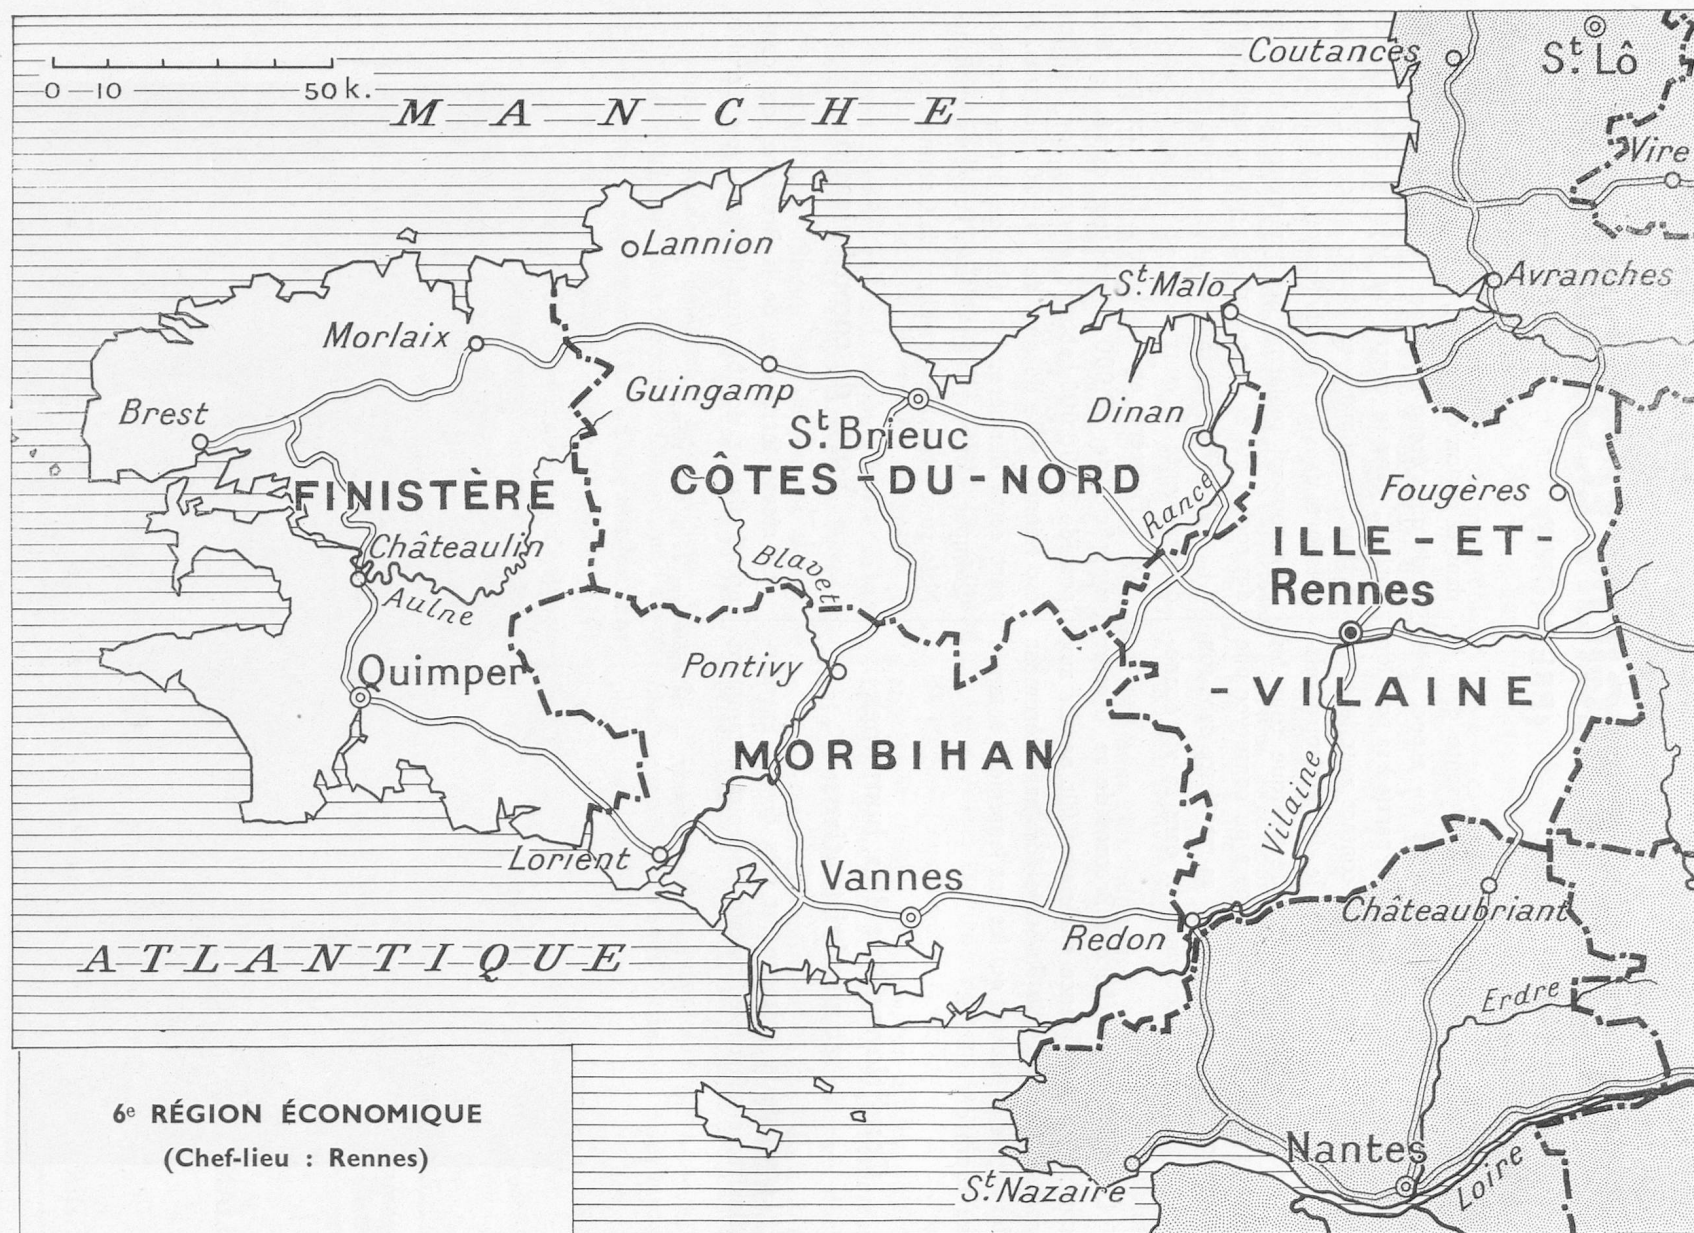 Coutances
St. Lô
0 10 50 k.
MANCHE
Vire
Lannion
Avranches
St. Malo
Morlaix
Guingamp
Brest
Dinan
St. Brieuc
FINISTÈRE
CÔTES-DU-NORD
Fougères
Rance
Châteaulin
ILLE-ET-
Blavet
Rennes
Aulne
Quimper
Pontivy
-VILAINE
MORBIHAN
Vilaine
Lorient
Vannes
Châteaubriant
Redon
ATLANTIQUE
Erdre
6e RÉGION ÉCONOMIQUE
(Chef-lieu : Rennes)
Nantes
Loire
St. Nazaire